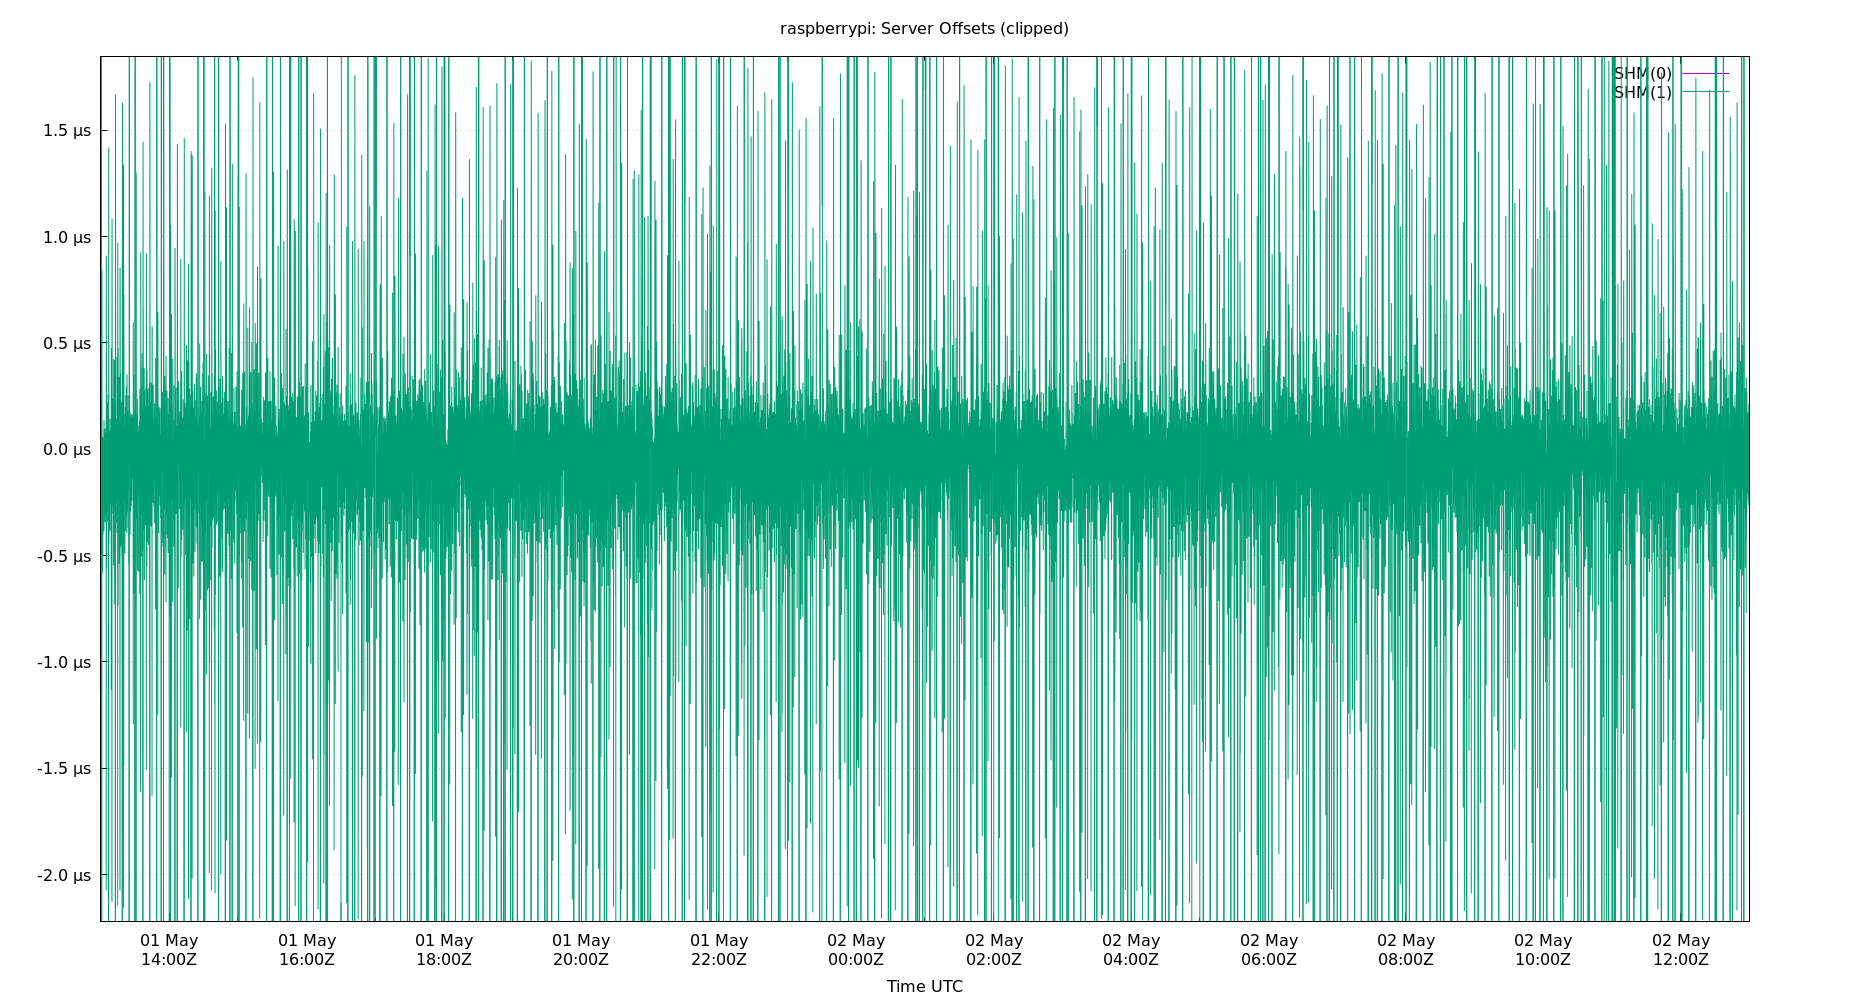 raspberrypi: Server Offsets (clipped)
SHM(0)
SHM(1)
1.5 µs
1.0 µs
0.5 µs
0.0 µs
-0.5 µs
-1.0 µs
-1.5 µs
-2.0 µs
01 May 01 May 01 May 01 May 01 May 02 May 02 May 02 May 02 May 02 May 02 May 02 May
14:00Z 16:00Z 18:00Z 20:00Z 22:00Z 00:00Z 02:00Z 04:00Z 06:00Z 08:00Z 10:00Z 12:00Z
Time UTC